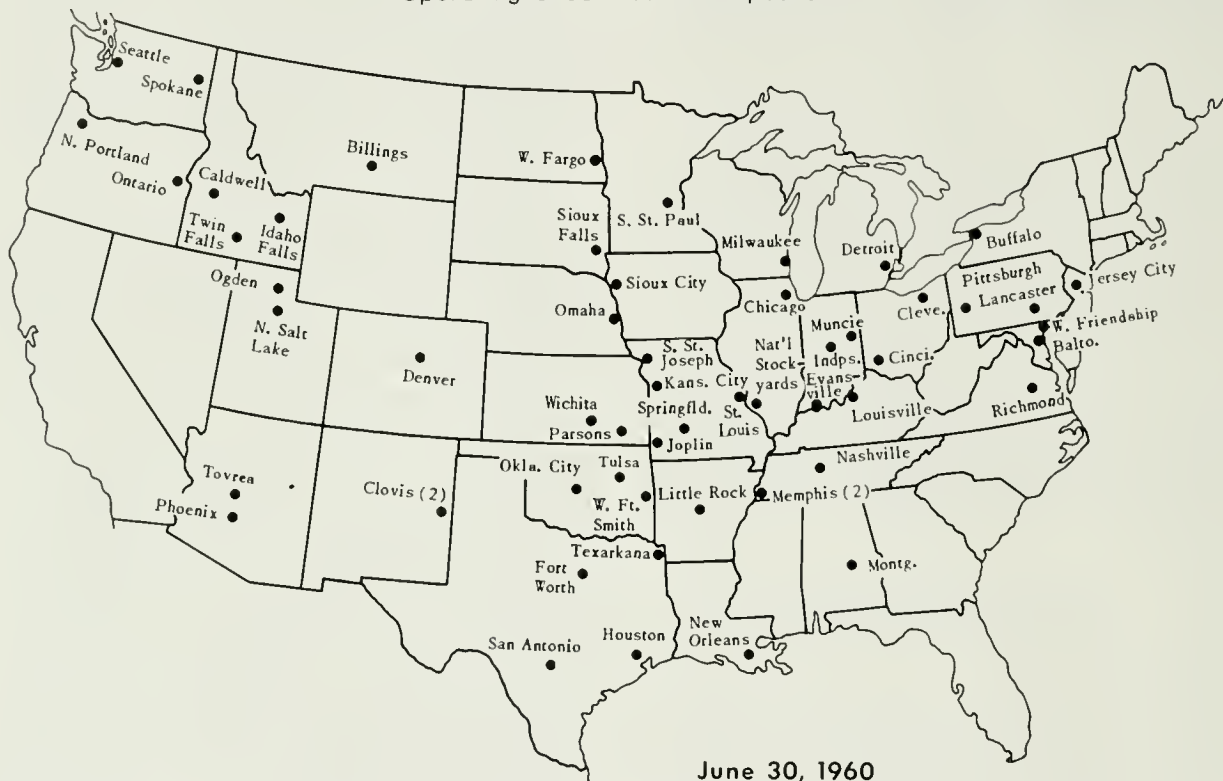 Seattle
Spokane
N. Portland
Ontario
Caldwell
Twin
Falls
Idaho
Falls
Billings
W. Fargo
S. St. Paul
Sioux
Falls
Milwaukee
Detroit
Buffalo
Ogden
N. Salt
Lake
Sioux City
Omaha
Chicago
Cleve.
Pittsburgh
Lancaster
Jersey City
W. Friendship
Balto.
Denver
S. St.
Joseph
Kans. City
Nat'l
Stock-
yards
Muncie
Indps.
Evans-
ville
Cinci.
Louisville
Richmond
Wichita
Parsons
Springfld.
St.
Louis
Joplin
Tovrea
Phoenix
Clovis (2)
Okla. City
Tulsa
W. Ft.
Smith
Little Rock
Memphis (2)
Nashville
Texarkana
Fort
Worth
Montg.
San Antonio
Houston
New
Orleans
June 30, 1960